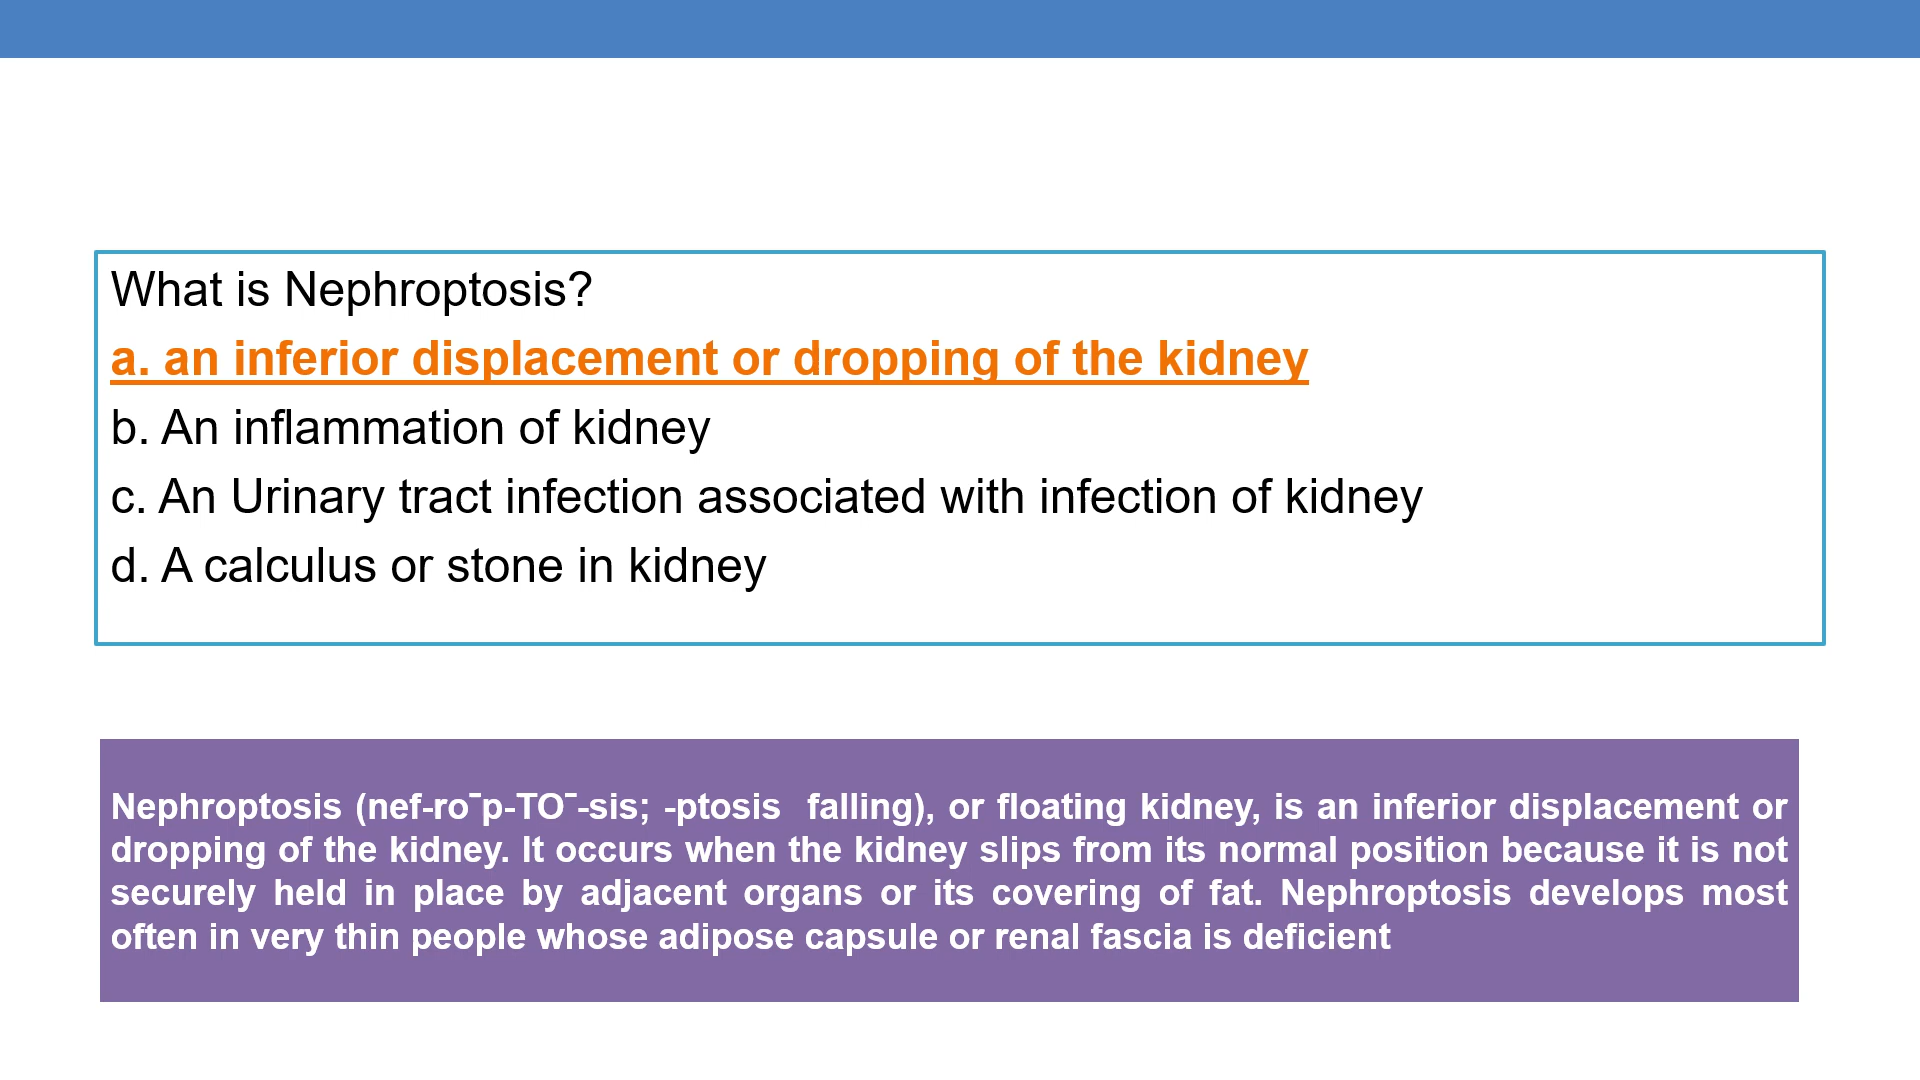 What is Nephroptosis?
a. an inferior displacement or dropping of the kidney
b. An inflammation of kidney
c. An Urinary tract infection associated with infection of kidney
d. A calculus or stone in kidney
Nephroptosis (nef-ro¯p-TO¯-sis; -ptosis  falling), or floating kidney, is an inferior displacement or
dropping of the kidney. It occurs when the kidney slips from its normal position because it is not
securely held in place by adjacent organs or its covering of fat. Nephroptosis develops most
often in very thin people whose adipose capsule or renal fascia is deficient